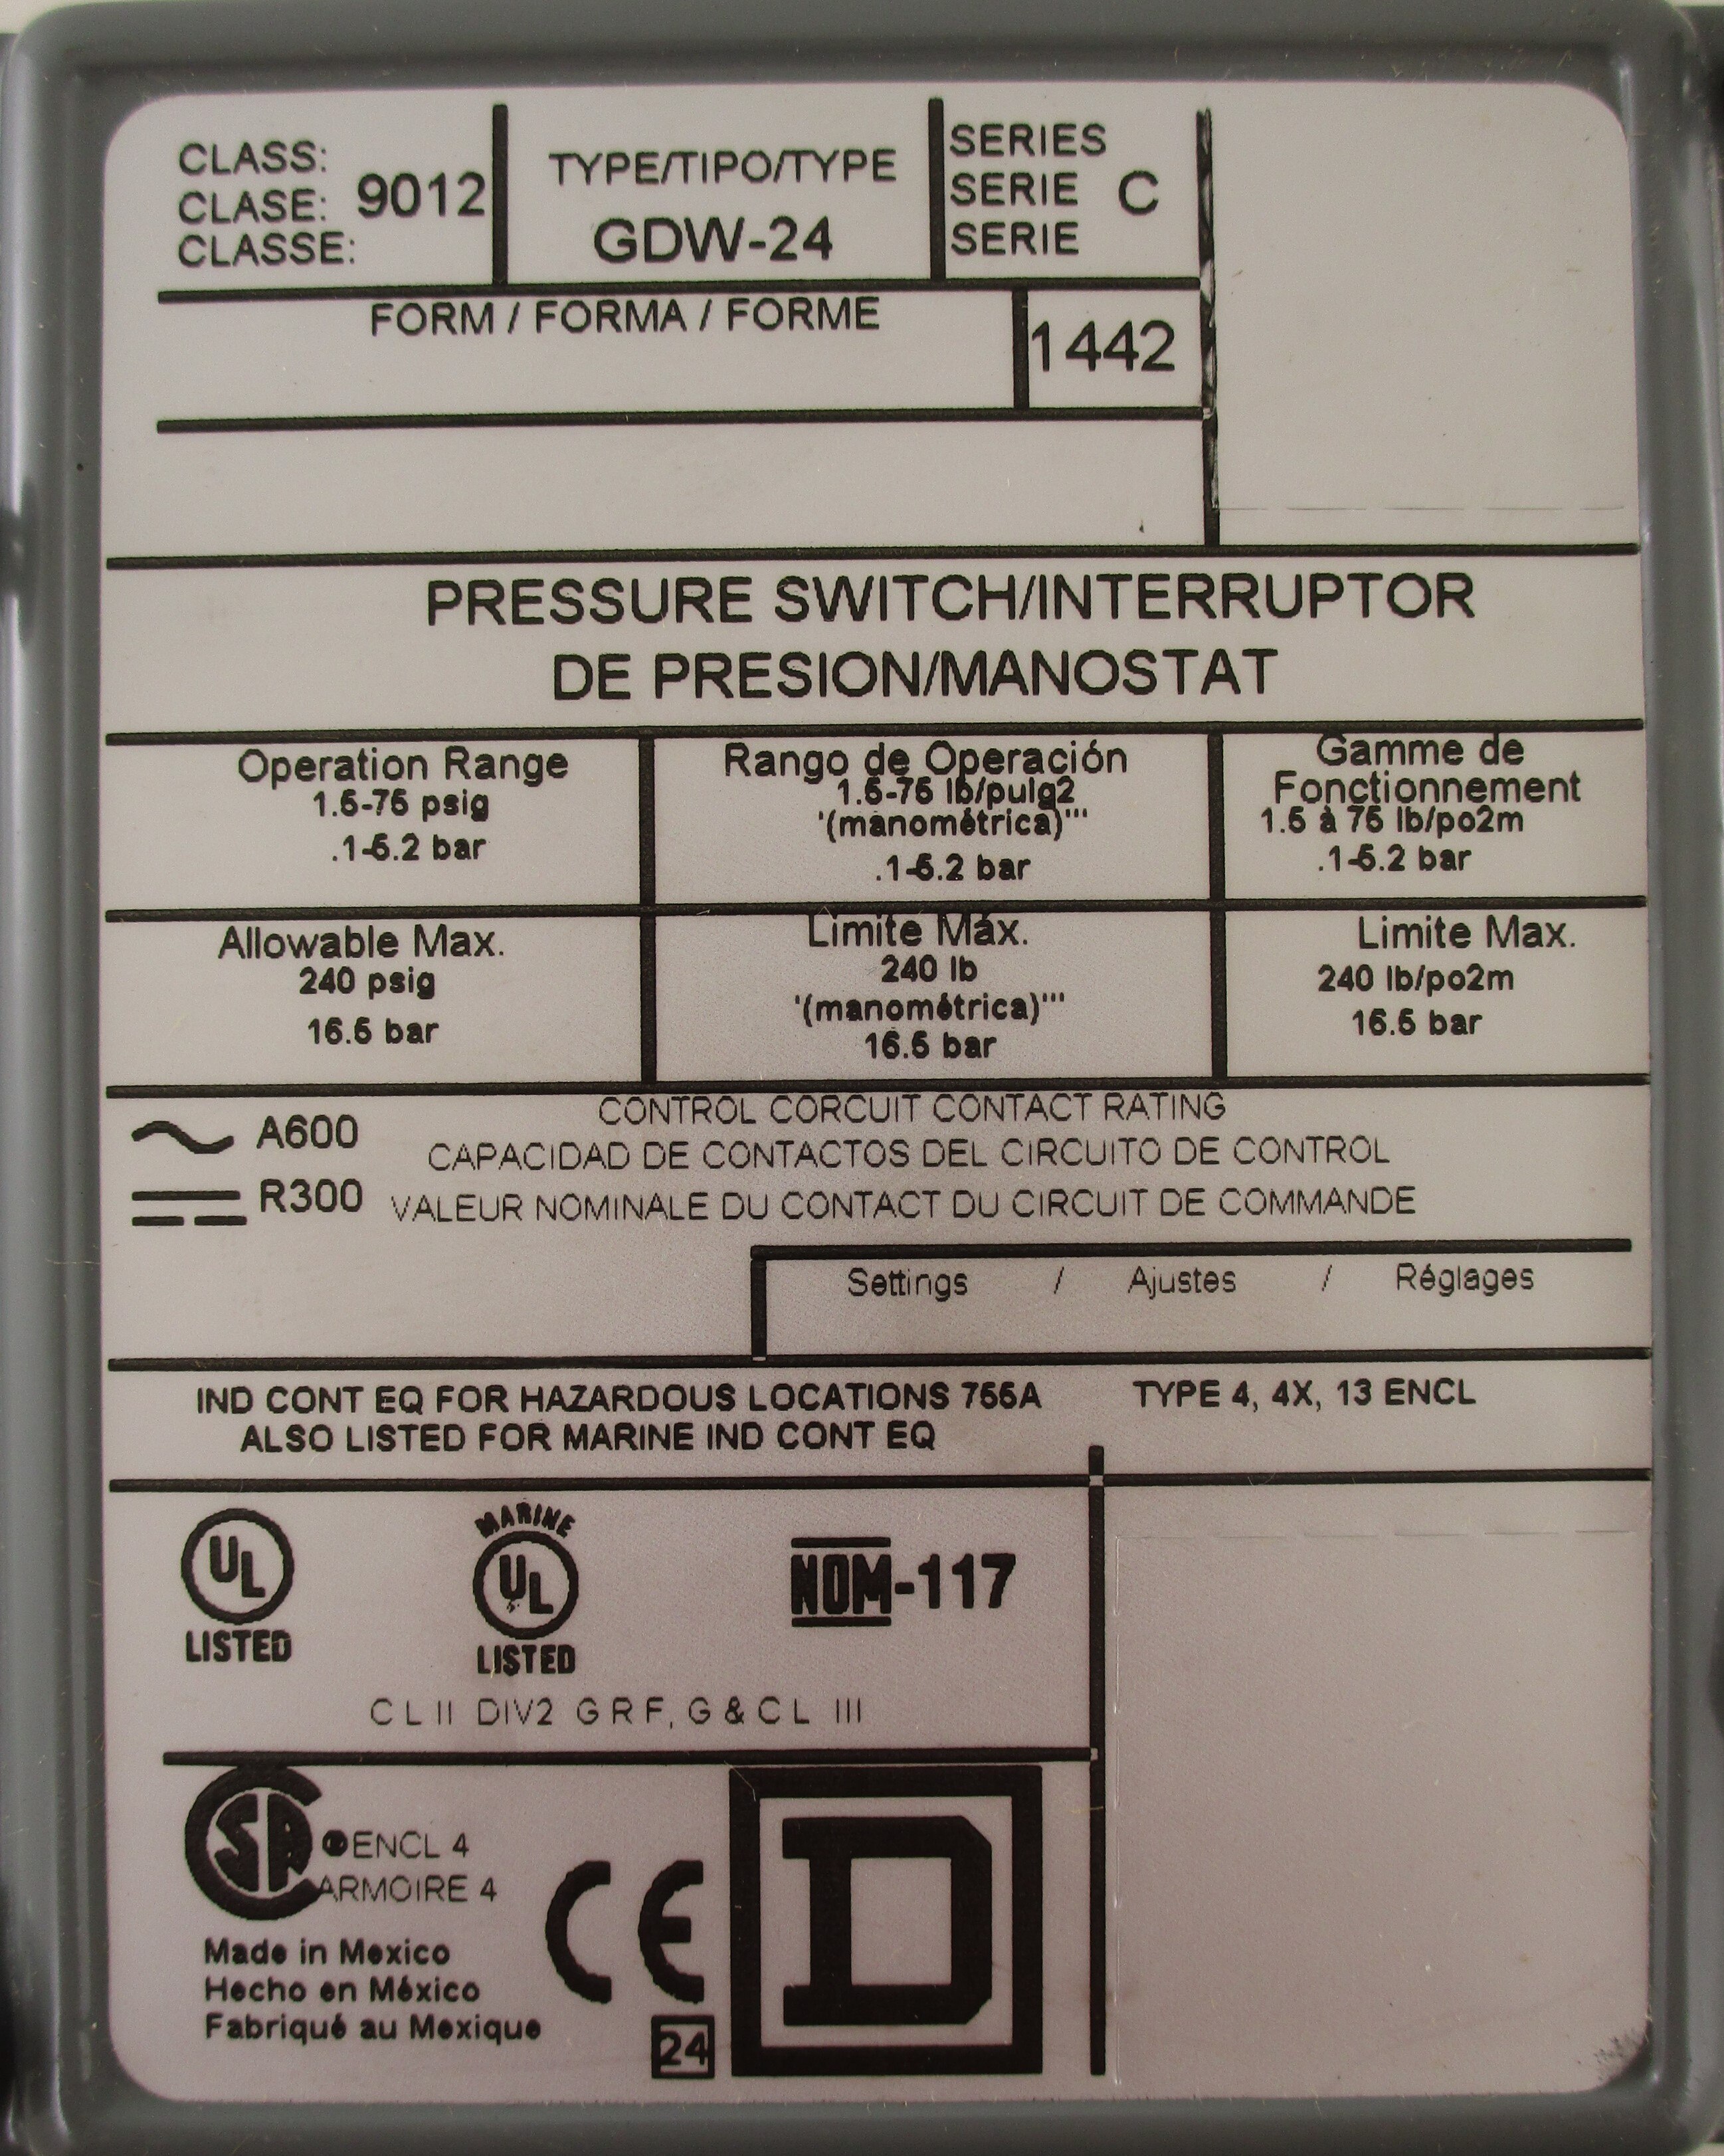 CLASS:
CLASE: 9012
CLASSE:
TYPE/TIPO/TYPE
GDW-24
SERIES
SERIE C
SERIE
FORM / FORMA / FORME
1442
PRESSURE SWITCH/INTERRUPTOR
DE PRESION/MANOSTAT
Operation Range
1.5-75 psig
.1-5.2 bar
Rango de Operación
1.5-75 lb/pulg2
'(manométrica)'''
.1-5.2 bar
Gamme de
Fonctionnement
1.5 à 75 lb/po2m
.1-5.2 bar
Allowable Max.
240 psig
16.5 bar
Limite Máx.
240 lb
'(manométrica)'''
16.5 bar
Limite Max.
240 lb/po2m
16.5 bar
A600
R300
CONTROL CORCUIT CONTACT RATING
CAPACIDAD DE CONTACTOS DEL CIRCUITO DE CONTROL
VALEUR NOMINALE DU CONTACT DU CIRCUIT DE COMMANDE
Settings / Ajustes / Réglages
IND CONT EQ FOR HAZARDOUS LOCATIONS 755A TYPE 4, 4X, 13 ENCL
ALSO LISTED FOR MARINE IND CONT EQ
UL
LISTED
MARINE
UL
LISTED
NOM-117
CL II DIV2 GR F, G & CL III
CSA
® ENCL 4
ARMOIRE 4
Made in Mexico
Hecho en México
Fabriqué au Mexique
CE
24
D